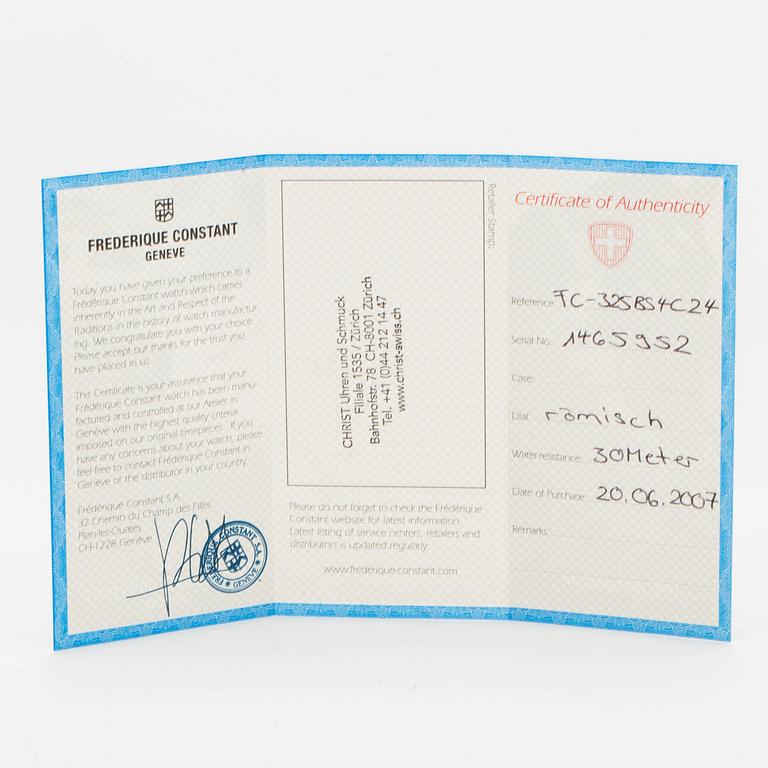 FREDERIQUE CONSTANT
GENEVE
Today you have given your preference to a
Frédérique Constant watch which carries
inherently in the Art and Respect of the
Traditions in the history of watch manufactur-
ing. We congratulate you with your choice.
Please accept our thanks for the trust you
have placed in us.
This Certificate is your assurance that your
Frédérique Constant watch has been manu-
factured and controlled at our Atelier in
Genève with the highest quality criteria
imposed on our original timepieces. If you
have any concerns about your watch, please
feel free to contact Frédérique Constant in
Genève or the distributor in your country.
Frédérique Constant S.A.
32 Chemin du Champ des Filles
Plan-les-Ouates
CH-1228 Genève
FREDERIQUE CONSTANT S.A.
GENEVE
Retailer Stamp:
CHRIST Uhren und Schmuck
Filiale 1535 / Zürich
Bahnhofstr. 78 CH-8001 Zürich
Tel. +41 (0)44 212 14 47
www.christ-swiss.ch
Please do not forget to check the Frédérique
Constant website for latest information.
Latest listing of service centers, retailers and
distributors is updated regularly.
www.frederique-constant.com
Certificate of Authenticity
Reference: FC-325BS4C24
Serial No.: 1465952
Case:
Dial: römisch
Water-resistance: 30Meter
Date of Purchase: 20.06.2007
Remarks: